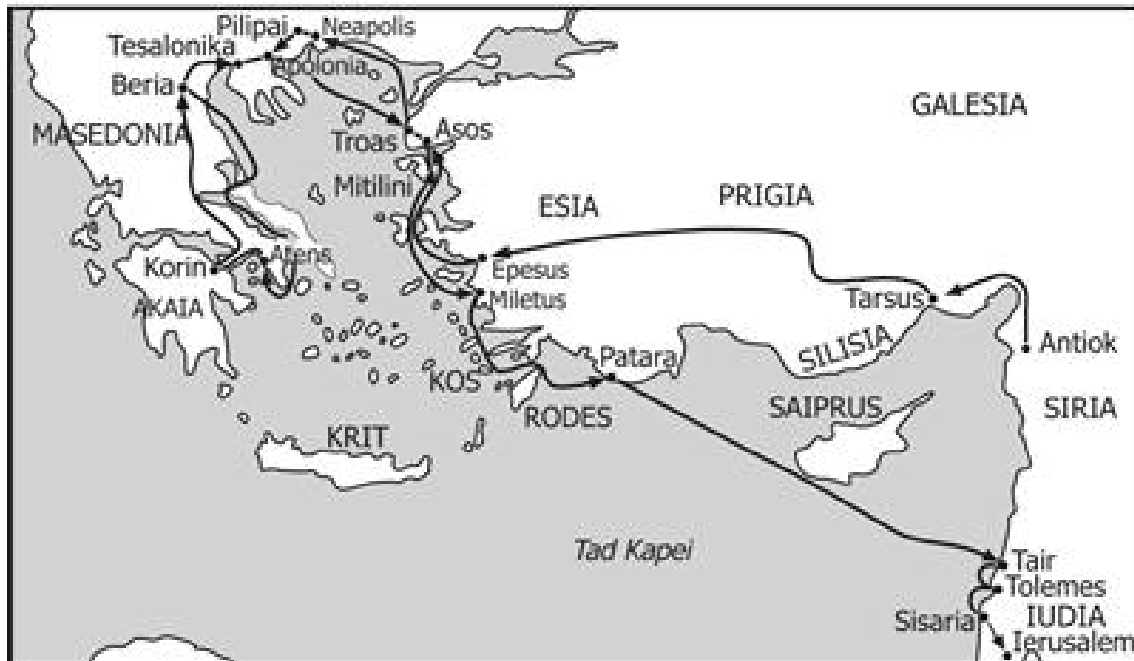 Pilipai
Neapolis
Tesalonika
Apolonia
Beria
GALESIA
MASEDONIA
Troas
Asos
Mitilini
ESIA
PRIGIA
Korin
Atens
Epesus
AKAIA
Miletus
Tarsus
SILISIA
Antiok
Patara
KOS
RODES
SAIPRUS
SIRIA
KRIT
Tad Kapei
Tair
Tolemes
Sisaria
IUDIA
Ierusalem